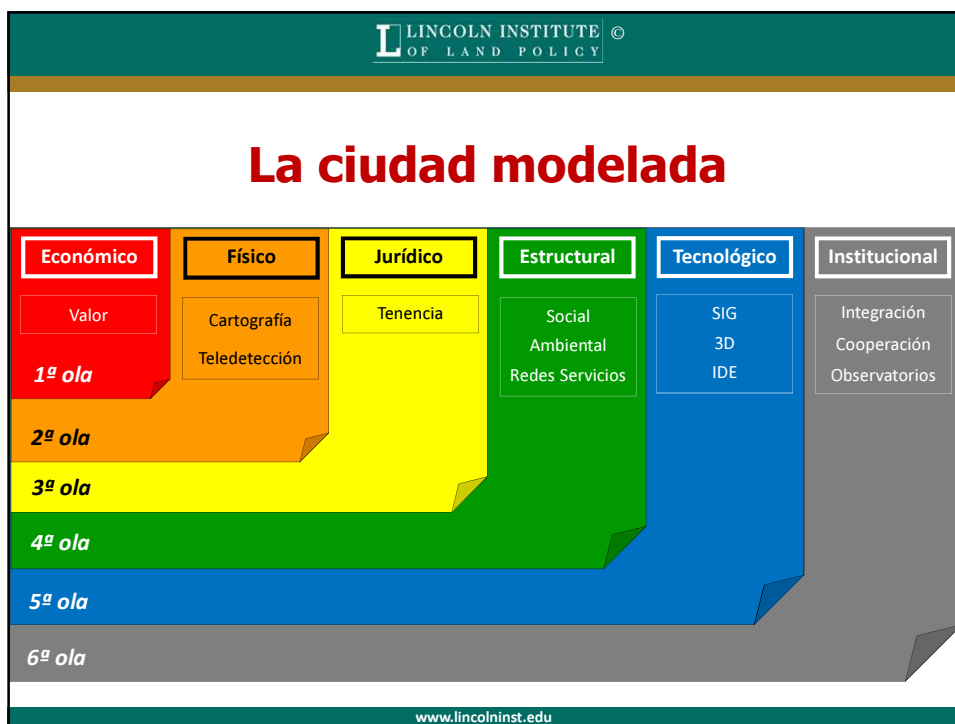 LINCOLN INSTITUTE ©
OF LAND POLICY
La ciudad modelada
Económico
Físico
Jurídico
Estructural
Tecnológico
Institucional
Valor
Cartografía
Teledetección
Tenencia
Social
Ambiental
Redes Servicios
SIG
3D
IDE
Integración
Cooperación
Observatorios
1ª ola
2ª ola
3ª ola
4ª ola
5ª ola
6ª ola
www.lincolninst.edu